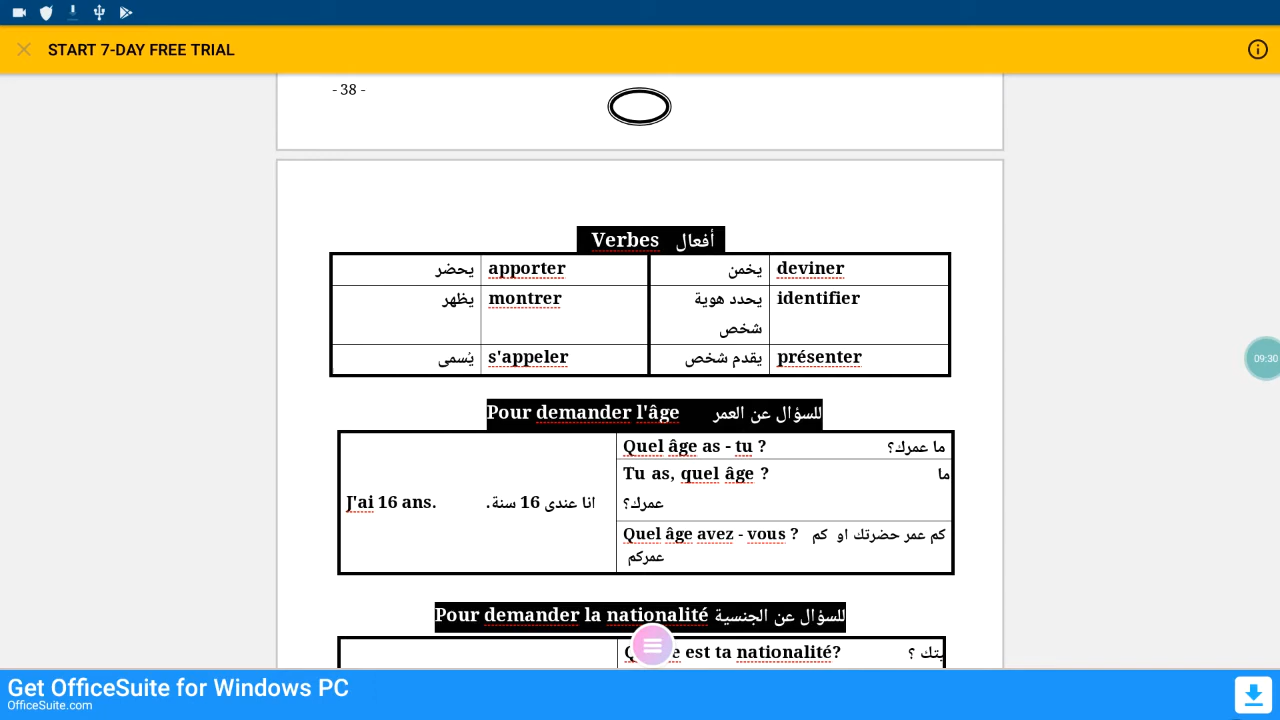 START 7-DAY FREE TRIAL
- 38 -
Verbes أفعال
يحضر apporter يخمن deviner
يظهر montrer يحدد هوية identifier
شخص
يُسمى s'appeler يقدم شخص présenter
Pour demander l'âge للسؤال عن العمر
Quel âge as - tu ? ما عمرك؟
Tu as, quel âge ? ما
عمرك؟
J'ai 16 ans. انا عندى 16 سنة.
Quel âge avez - vous ? كم عمر حضرتك او كم
عمركم
Pour demander la nationalité للسؤال عن الجنسية
est ta nationalité? يتك ؟
09:30
Get OfficeSuite for Windows PC
OfficeSuite.com